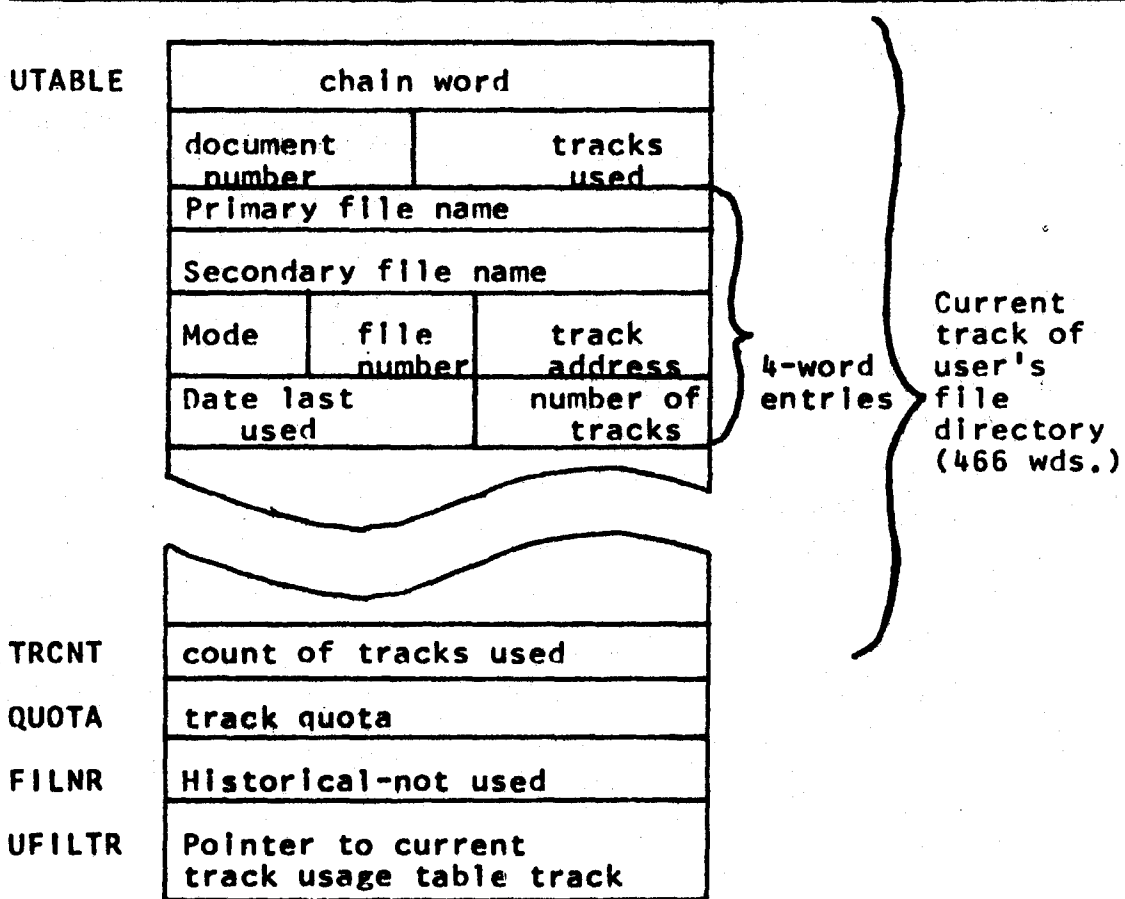 UTABLE
chain word
document number
tracks used
Primary file name
Secondary file name
Mode
file number
track address
Date last used
number of tracks
4-word entries
Current track of user's file directory (466 wds.)
TRCNT
count of tracks used
QUOTA
track quota
FILNR
Historical-not used
UFILTR
Pointer to current
track usage table track